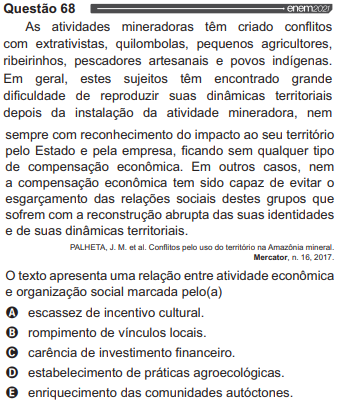 Questão 68 enem2021
As atividades mineradoras têm criado conflitos
com extrativistas, quilombolas, pequenos agricultores,
ribeirinhos, pescadores artesanais e povos indígenas.
Em geral, estes sujeitos têm encontrado grande
dificuldade de reproduzir suas dinâmicas territoriais
depois da instalação da atividade mineradora, nem
sempre com reconhecimento do impacto ao seu território
pelo Estado e pela empresa, ficando sem qualquer tipo
de compensação econômica. Em outros casos, nem
a compensação econômica tem sido capaz de evitar o
esgarçamento das relações sociais destes grupos que
sofrem com a reconstrução abrupta das suas identidades
e de suas dinâmicas territoriais.
PALHETA, J. M. et al. Conflitos pelo uso do território na Amazônia mineral.
Mercator, n. 16, 2017.
O texto apresenta uma relação entre atividade econômica
e organização social marcada pelo(a)
A escassez de incentivo cultural.
B rompimento de vínculos locais.
C carência de investimento financeiro.
D estabelecimento de práticas agroecológicas.
E enriquecimento das comunidades autóctones.